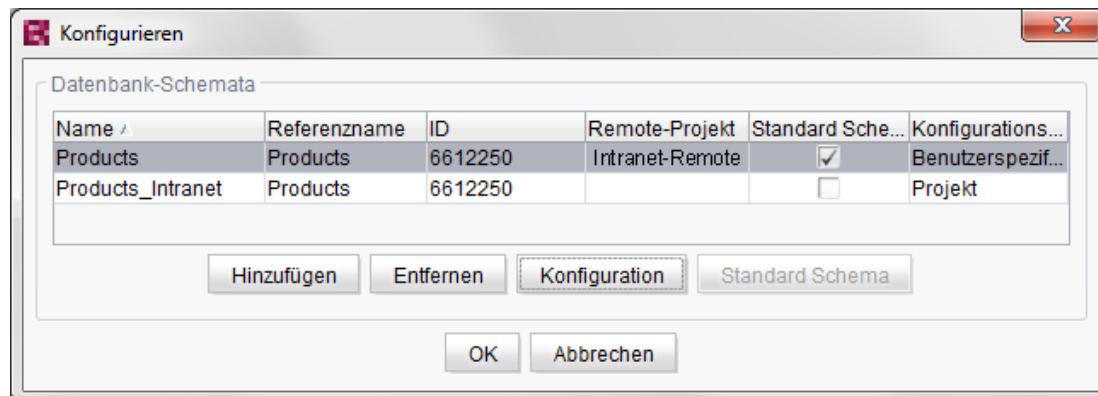 Konfigurieren
Datenbank-Schemata
Name Referenzname ID Remote-Projekt Standard Sche... Konfigurations...
Products Products 6612250 Intranet-Remote Benutzerspezif...
Products_Intranet Products 6612250 Projekt
Hinzufügen Entfernen Konfiguration Standard Schema
OK Abbrechen